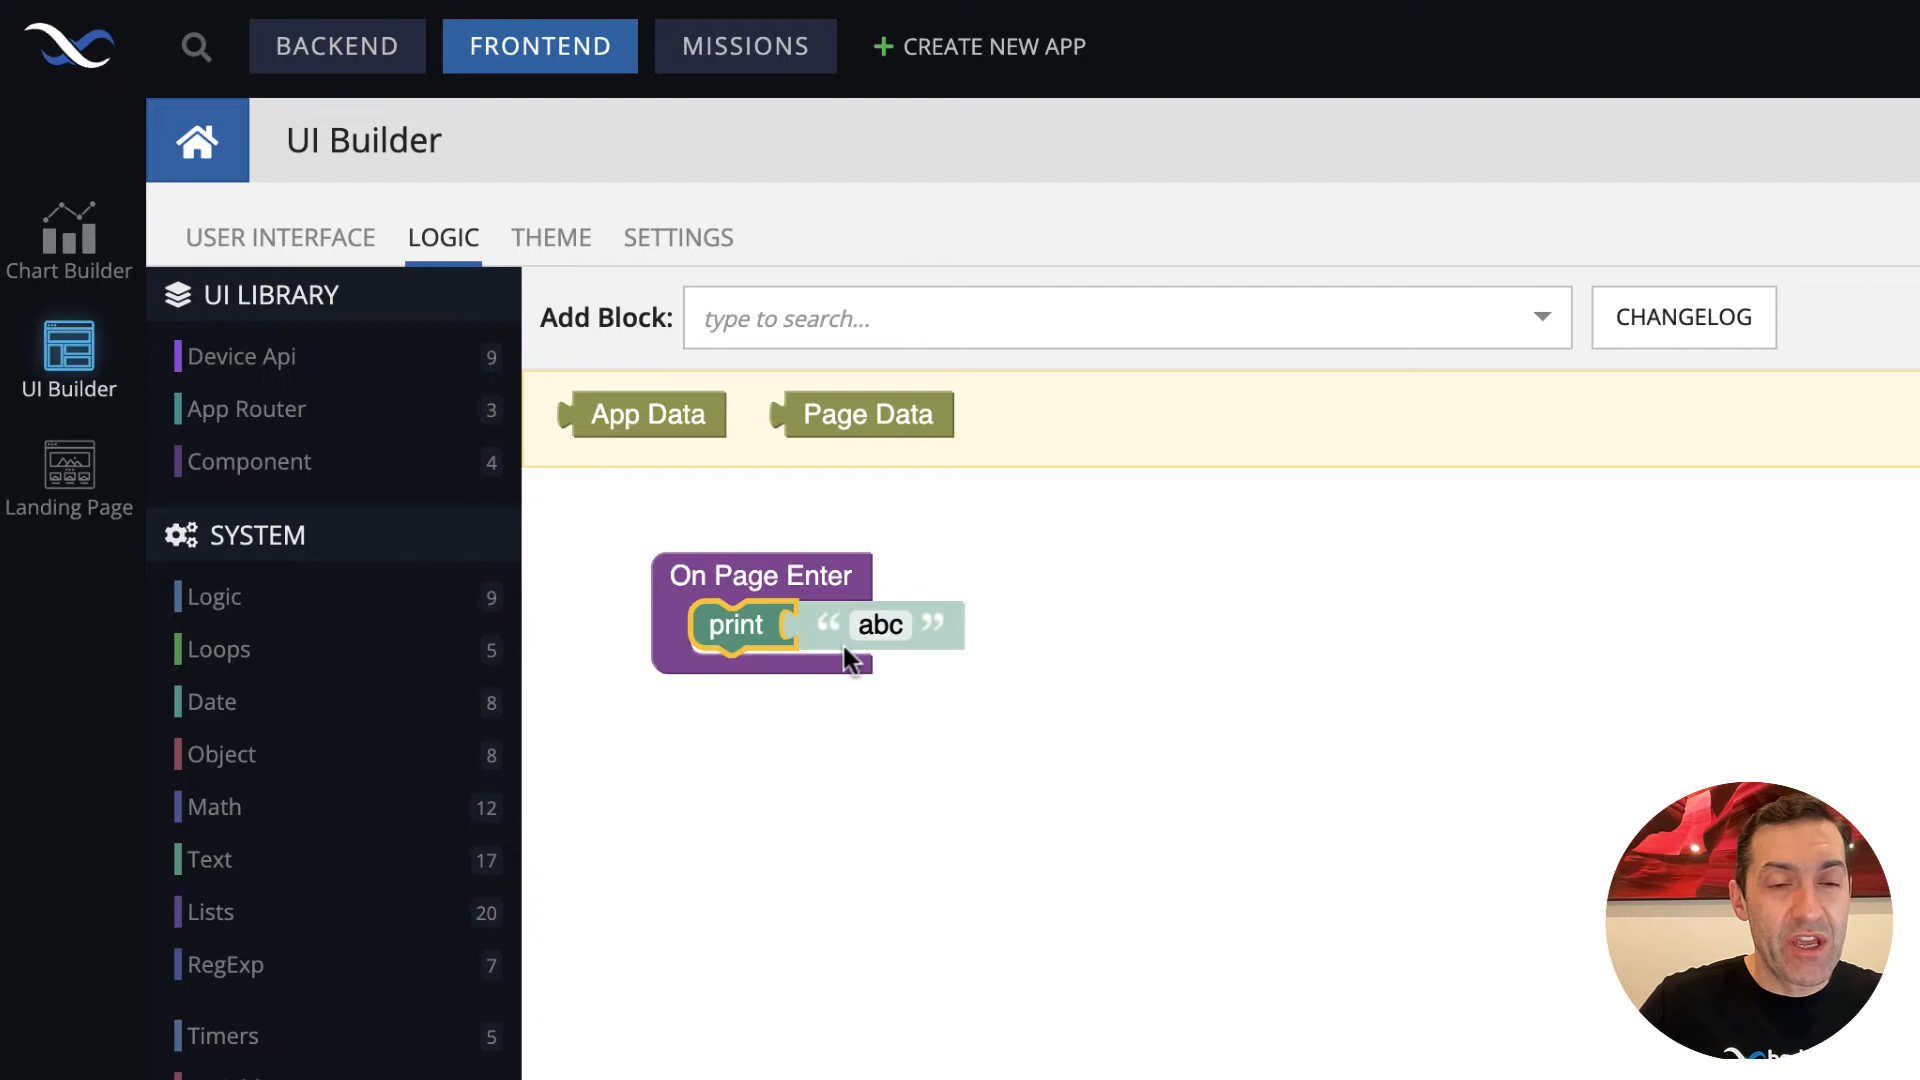 BACKEND
FRONTEND
MISSIONS
+ CREATE NEW APP
UI Builder
USER INTERFACE
LOGIC
THEME
SETTINGS
Chart Builder
UI Builder
Landing Page
UI LIBRARY
Device Api 9
App Router 3
Component 4
SYSTEM
Logic 9
Loops 5
Date 8
Object 8
Math 12
Text 17
Lists 20
RegExp 7
Timers 5
Add Block:
type to search...
CHANGELOG
App Data
Page Data
On Page Enter
print “ abc ”